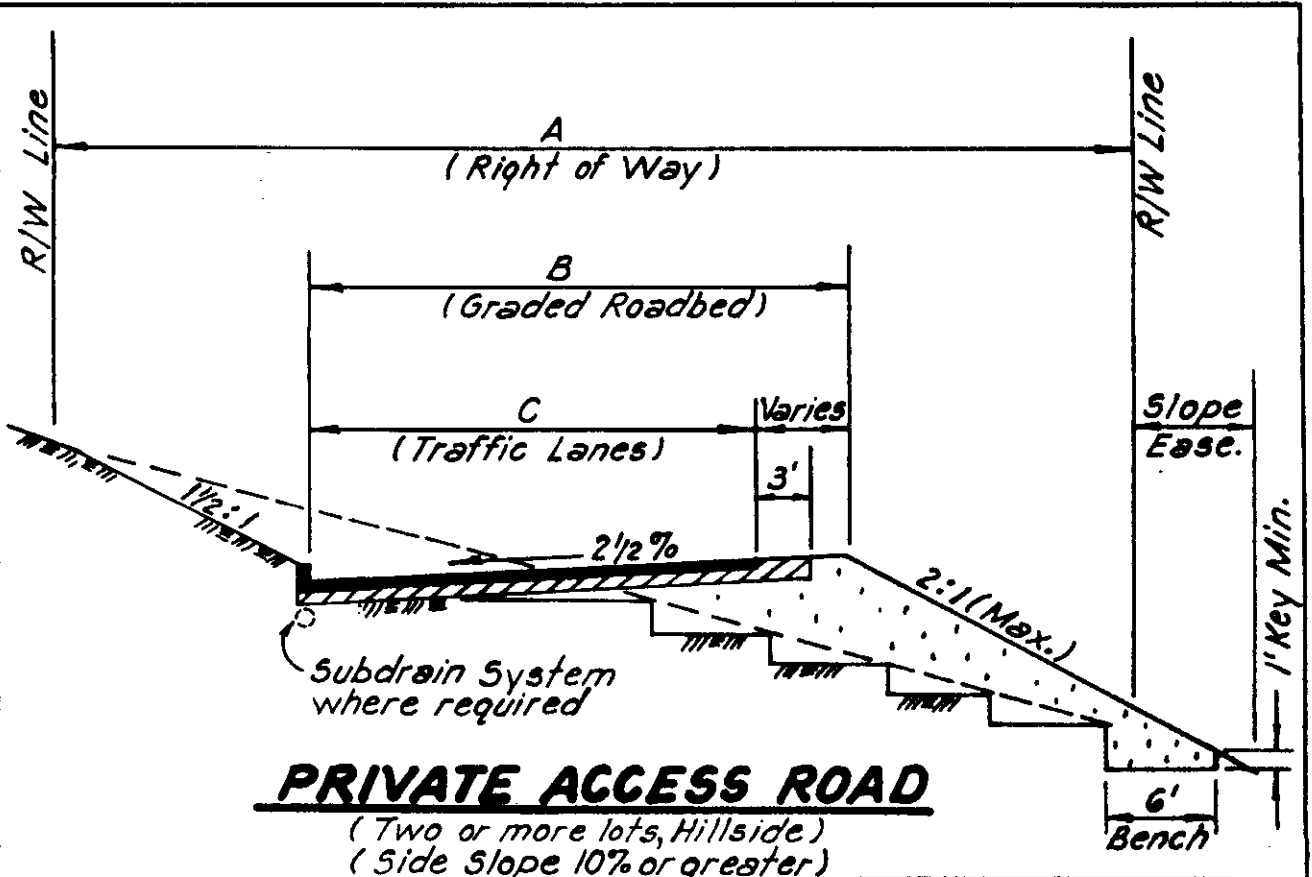 R/W Line
A
(Right of Way)
R/W Line
B
(Graded Roadbed)
C
(Traffic Lanes)
Varies
3'
Slope
Ease.
1½:1
2½%
2:1 (Max.)
1' Key Min.
Subdrain System
where required
6'
Bench
PRIVATE ACCESS ROAD
(Two or more lots, Hillside)
(Side Slope 10% or greater)